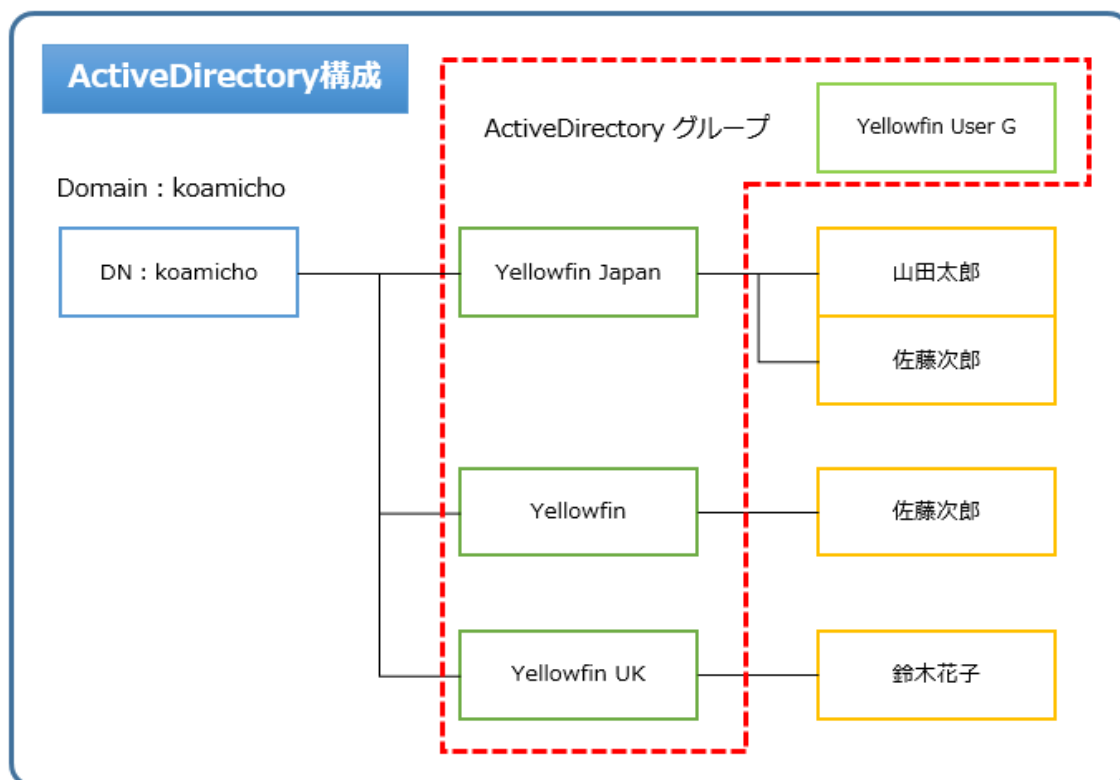 ActiveDirectory構成
ActiveDirectory グループ
Yellowfin User G
Domain : koamicho
DN : koamicho
Yellowfin Japan
山田太郎
佐藤次郎
Yellowfin
佐藤次郎
Yellowfin UK
鈴木花子